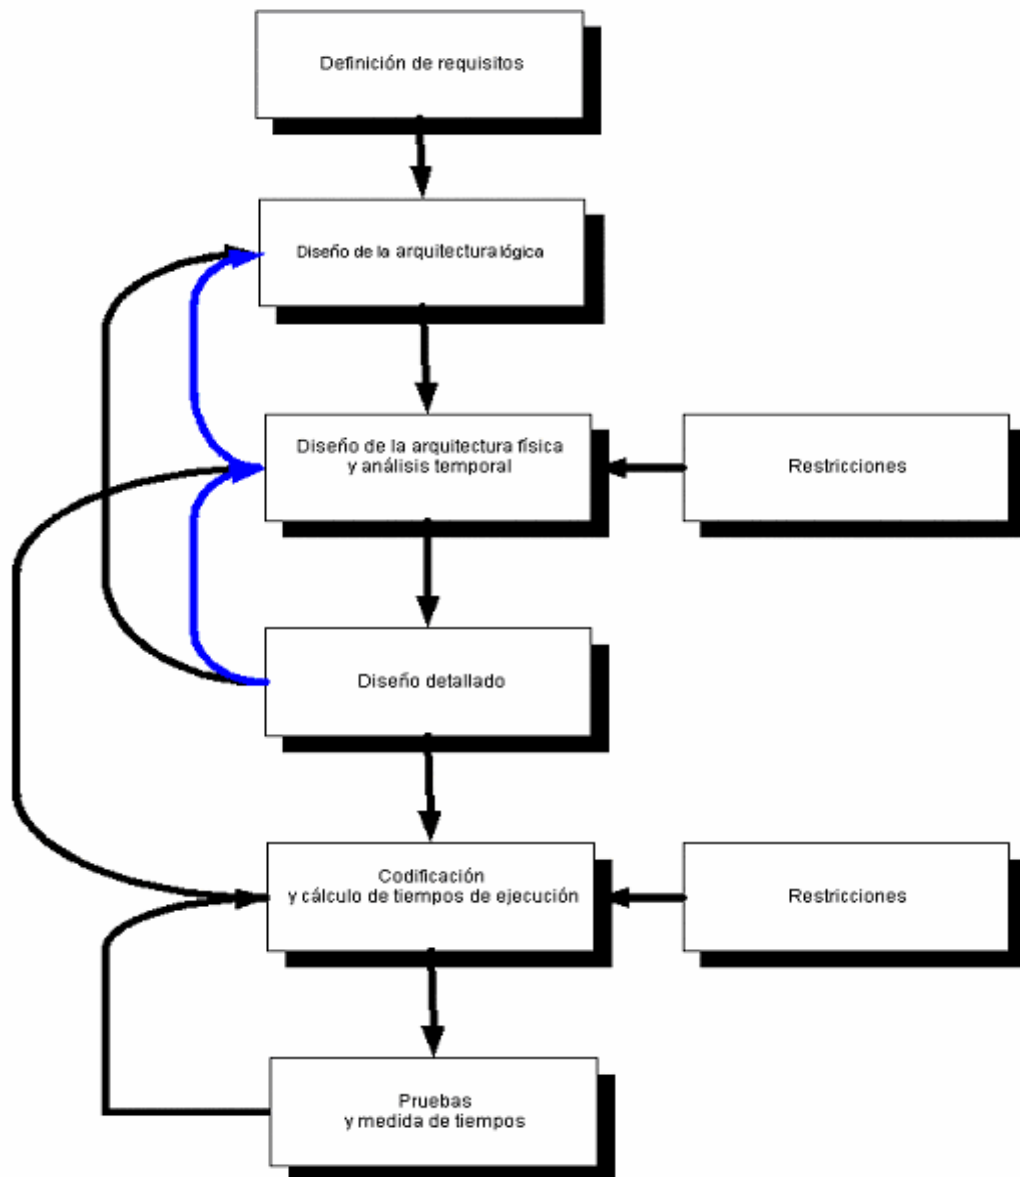 Definición de requisitos
Diseño de la arquitectura lógica
Diseño de la arquitectura física
y análisis temporal
Restricciones
Diseño detallado
Codificación
y cálculo de tiempos de ejecución
Restricciones
Pruebas
y medida de tiempos